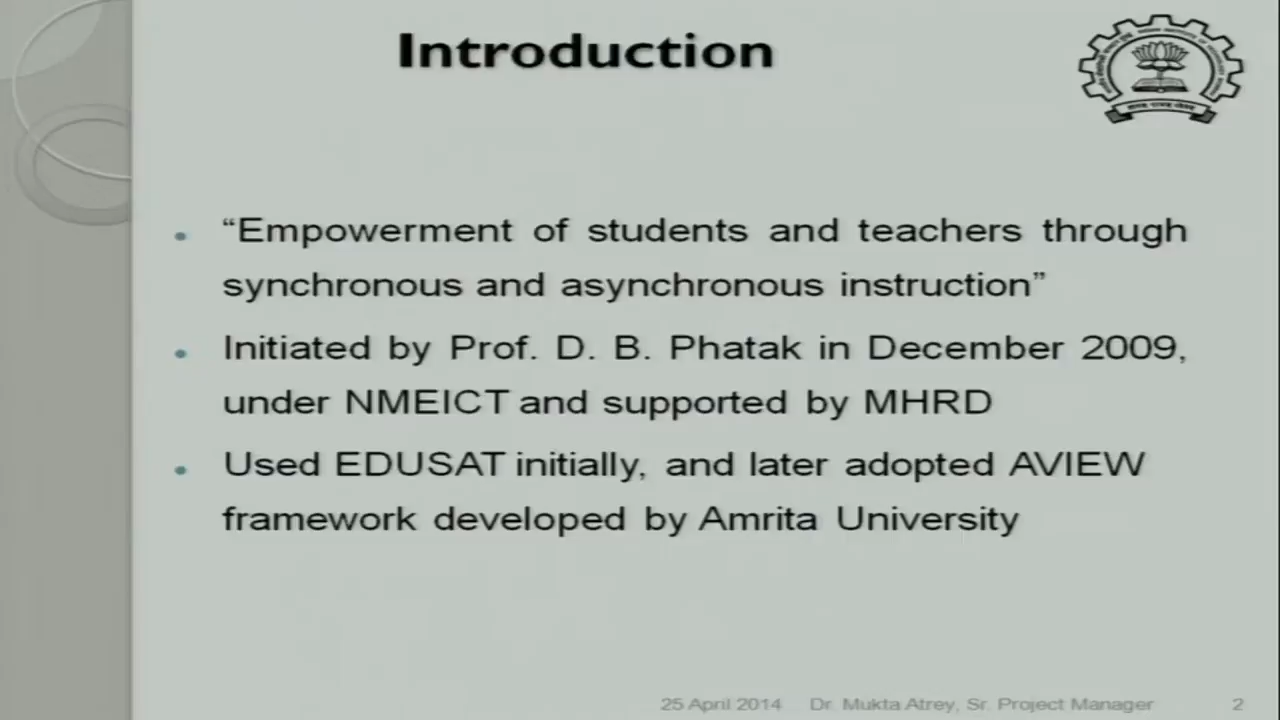 Introduction
“Empowerment of students and teachers through
synchronous and asynchronous instruction”
Initiated by Prof. D. B. Phatak in December 2009,
under NMEICT and supported by MHRD
Used EDUSAT initially, and later adopted AVIEW
framework developed by Amrita University
25 April 2014 Dr. Mukta Atrey, Sr. Project Manager 2